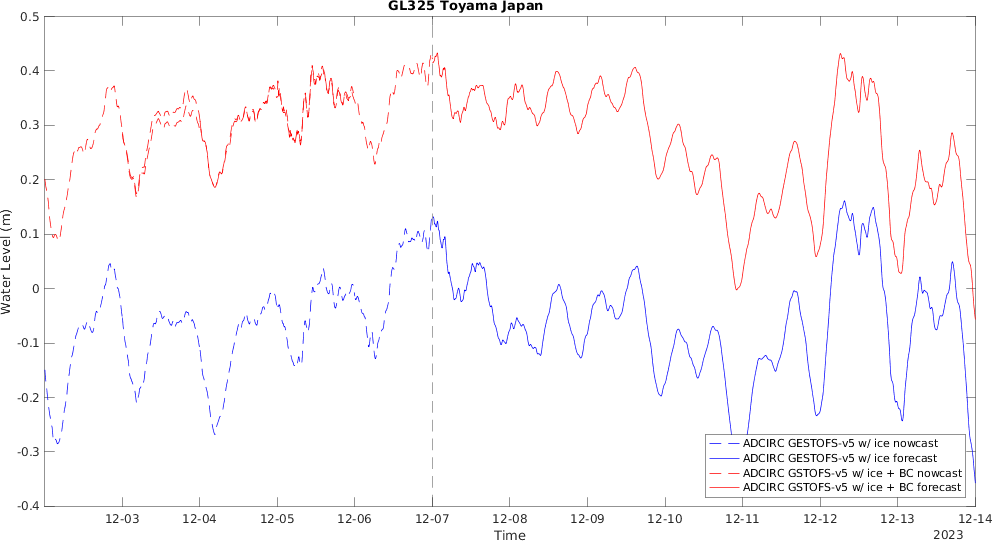 GL325 Toyama Japan
0.5
0.4
0.3
0.2
0.1
0
-0.1
-0.2
-0.3
-0.4
Water Level (m)
ADCIRC GESTOFS-v5 w/ ice nowcast
ADCIRC GESTOFS-v5 w/ ice forecast
ADCIRC GSTOFS-v5 w/ ice + BC nowcast
ADCIRC GSTOFS-v5 w/ ice + BC forecast
12-03 12-04 12-05 12-06 12-07 12-08 12-09 12-10 12-11 12-12 12-13 12-14
Time
2023